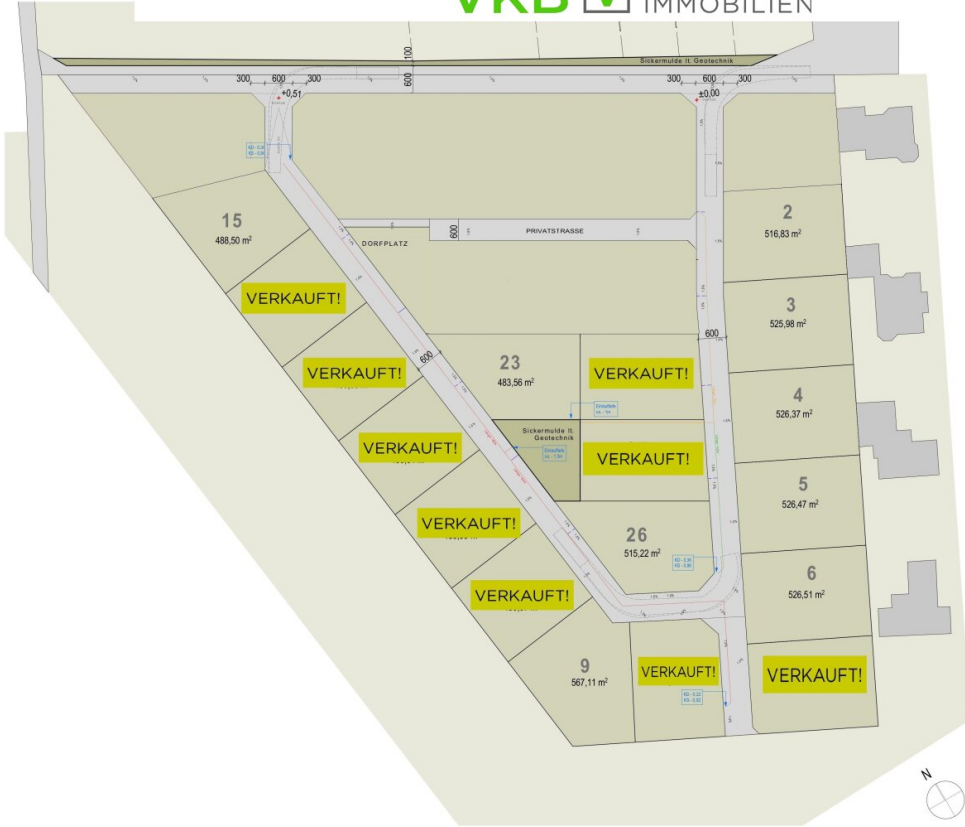 VKB V IMMOBILIEN
Sickermulde lt. Geotechnik
100
600
300 600 300
+0,51
300 600 300
±0,00
15
488,50 m²
DORFPLATZ
600
PRIVATSTRASSE
2
516,83 m²
VERKAUFT!
3
525,98 m²
600
600
23
483,56 m²
VERKAUFT!
VERKAUFT!
4
526,37 m²
Sickermulde lt.
Geotechnik
VERKAUFT!
VERKAUFT!
5
526,47 m²
VERKAUFT!
26
515,22 m²
6
526,51 m²
VERKAUFT!
9
567,11 m²
VERKAUFT!
VERKAUFT!
N